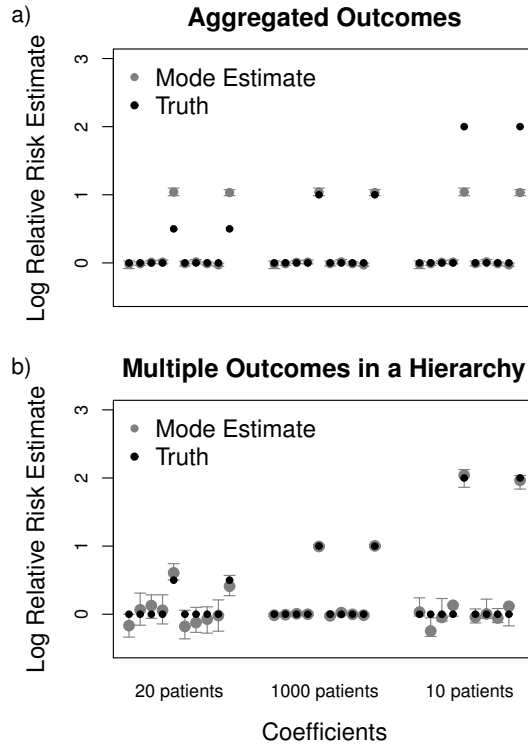 a)
Aggregated Outcomes
Log Relative Risk Estimate
3
2
1
0
Mode Estimate
Truth
b)
Multiple Outcomes in a Hierarchy
Log Relative Risk Estimate
3
2
1
0
Mode Estimate
Truth
20 patients 1000 patients 10 patients
Coefficients